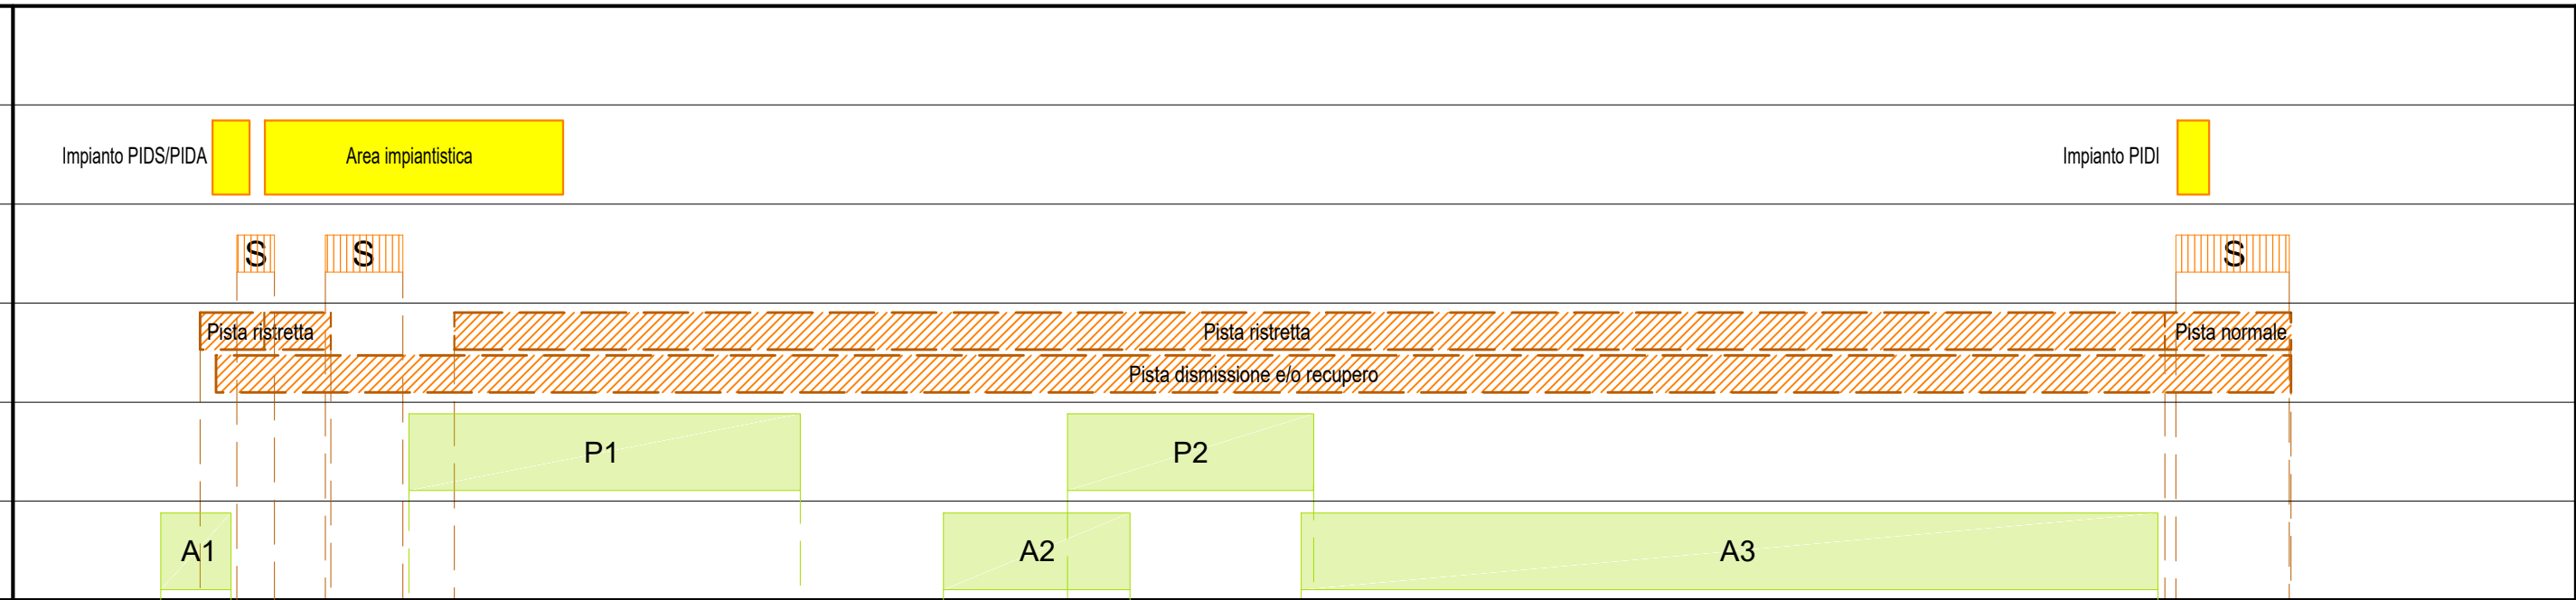 Impianto PIDS/PIDA
Area impiantistica
Impianto PIDI
S
S
S
Pista ristretta
Pista ristretta
Pista normale
Pista dismissione e/o recupero
P1
P2
A1
A2
A3